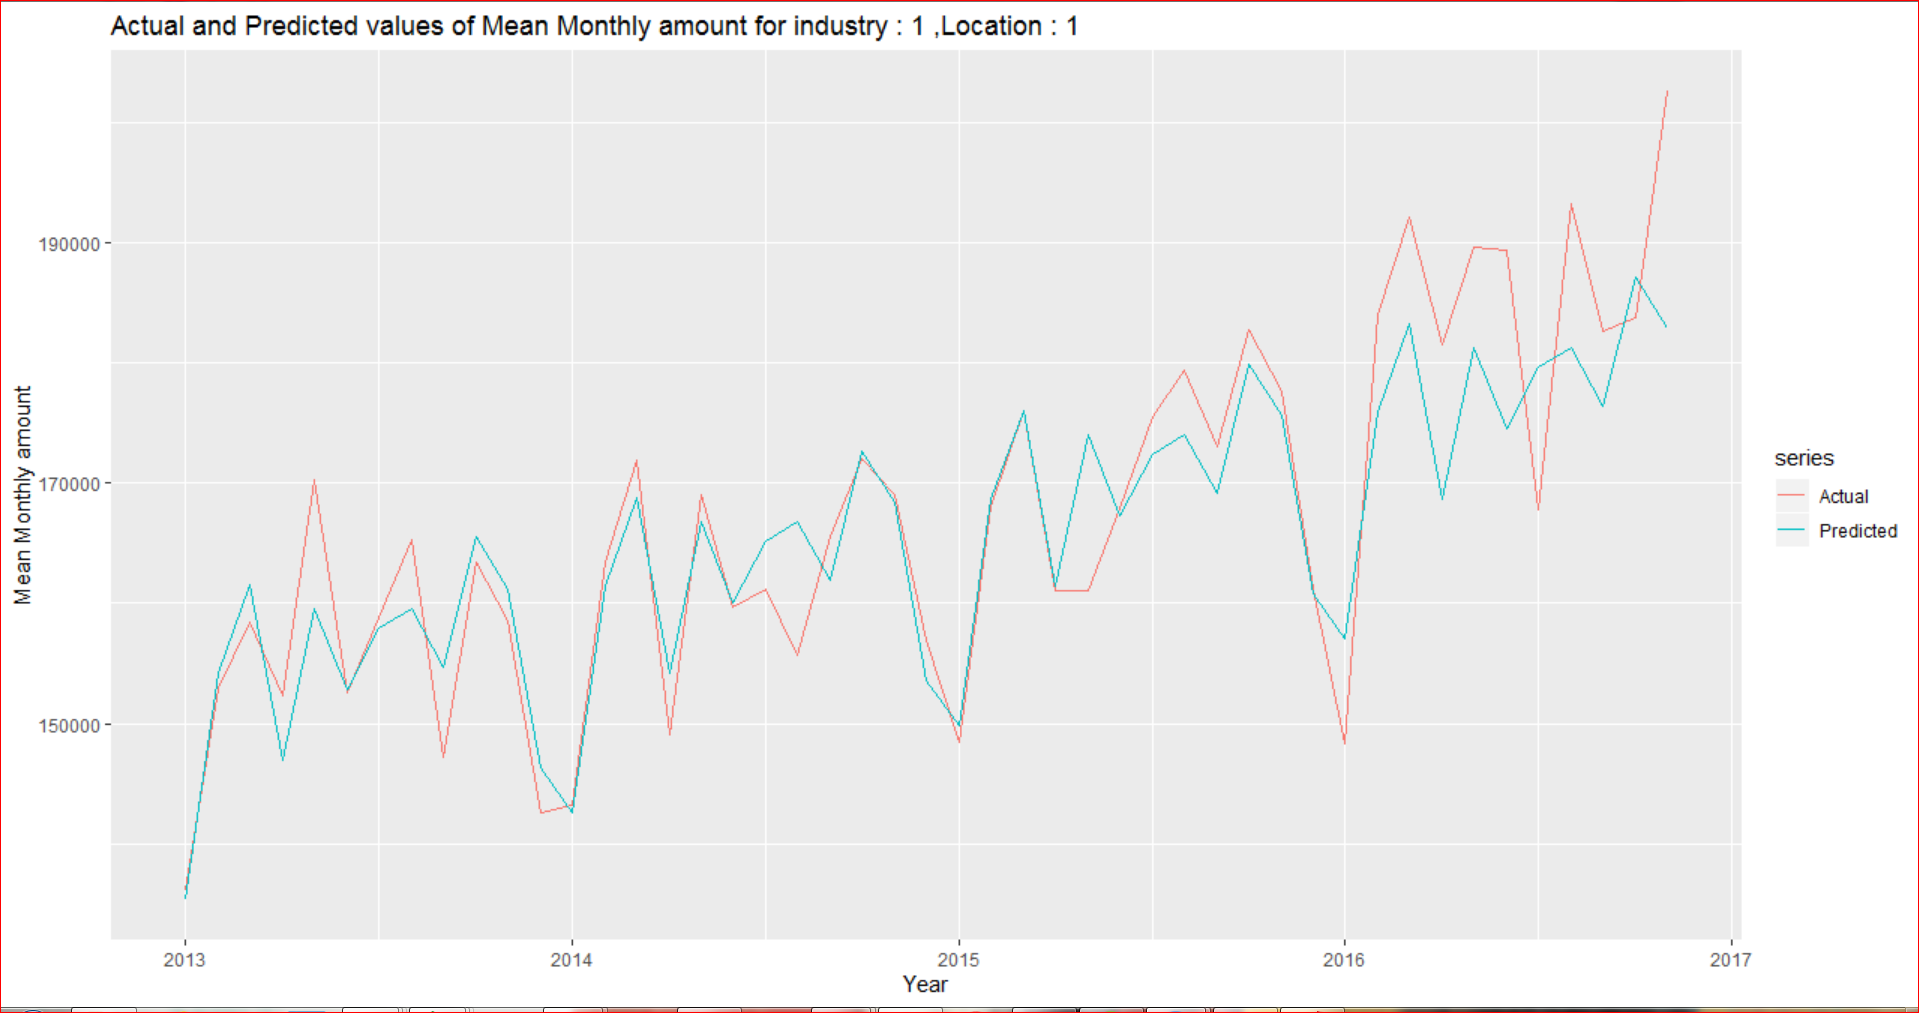 Actual and Predicted values of Mean Monthly amount for industry : 1 ,Location : 1
Mean Monthly amount
190000
170000
150000
2013 2014 2015 2016 2017
Year
series
Actual
Predicted